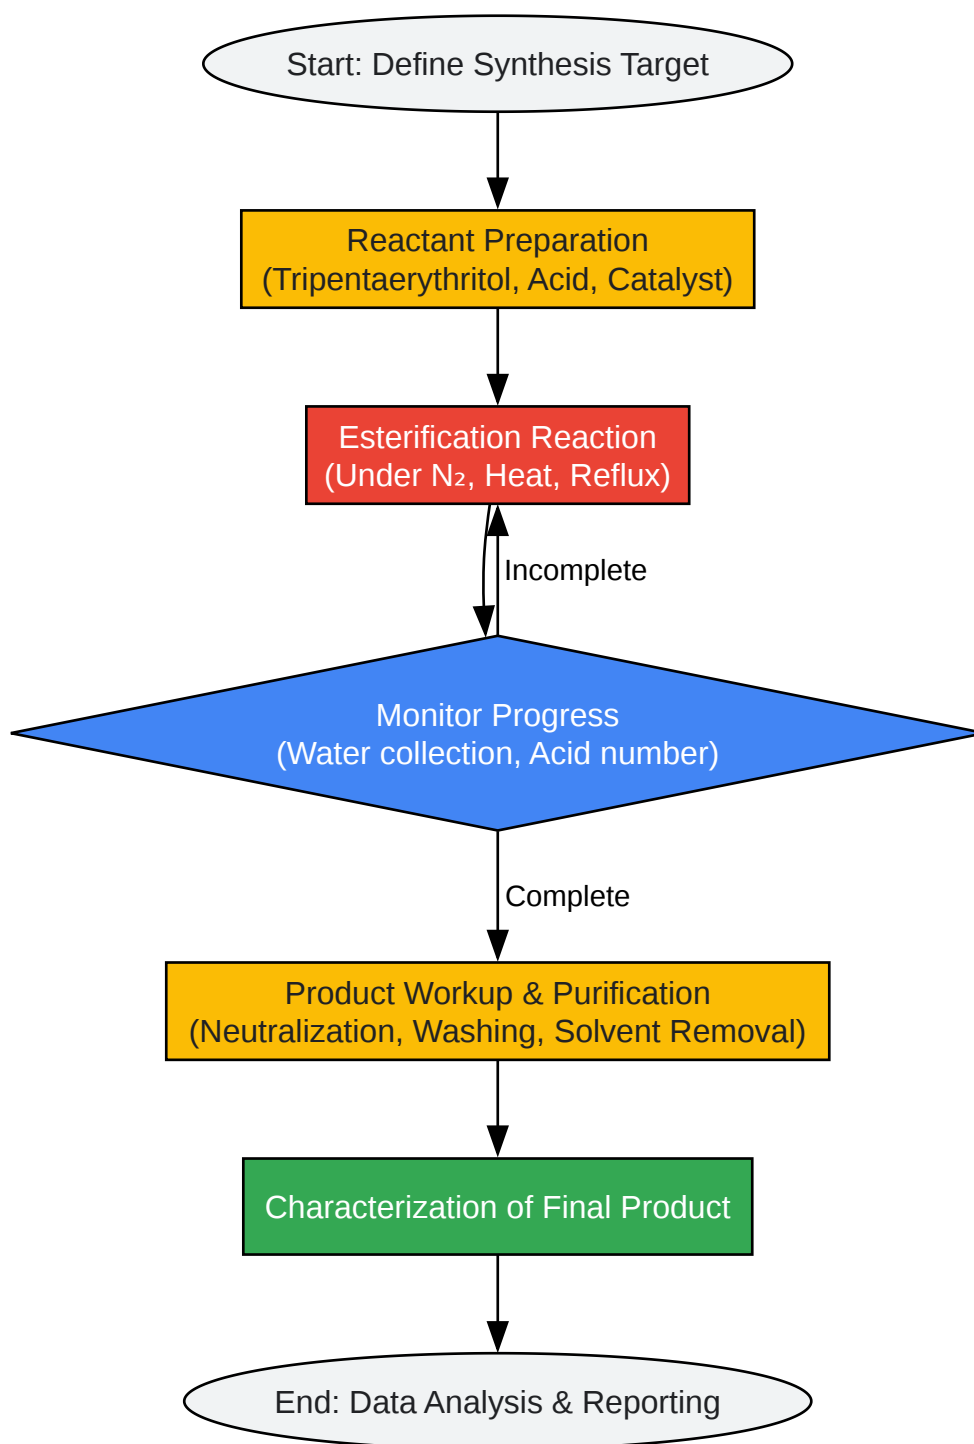 Start: Define Synthesis Target
Reactant Preparation
(Tripentaerythritol, Acid, Catalyst)
Esterification Reaction
(Under N₂, Heat, Reflux)
Incomplete
Monitor Progress
(Water collection, Acid number)
Complete
Product Workup & Purification
(Neutralization, Washing, Solvent Removal)
Characterization of Final Product
End: Data Analysis & Reporting